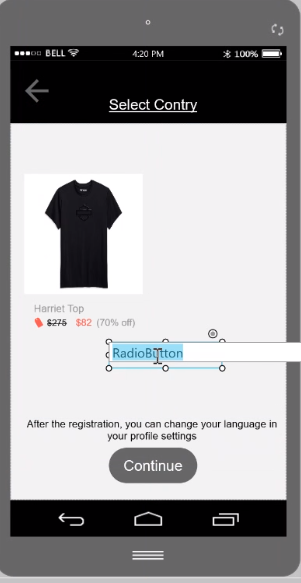 BELL 4:20 PM 100%
Select Contry
Harriet Top
$275 $82 (70% off)
RadioButton
After the registration, you can change your language in
your profile settings
Continue